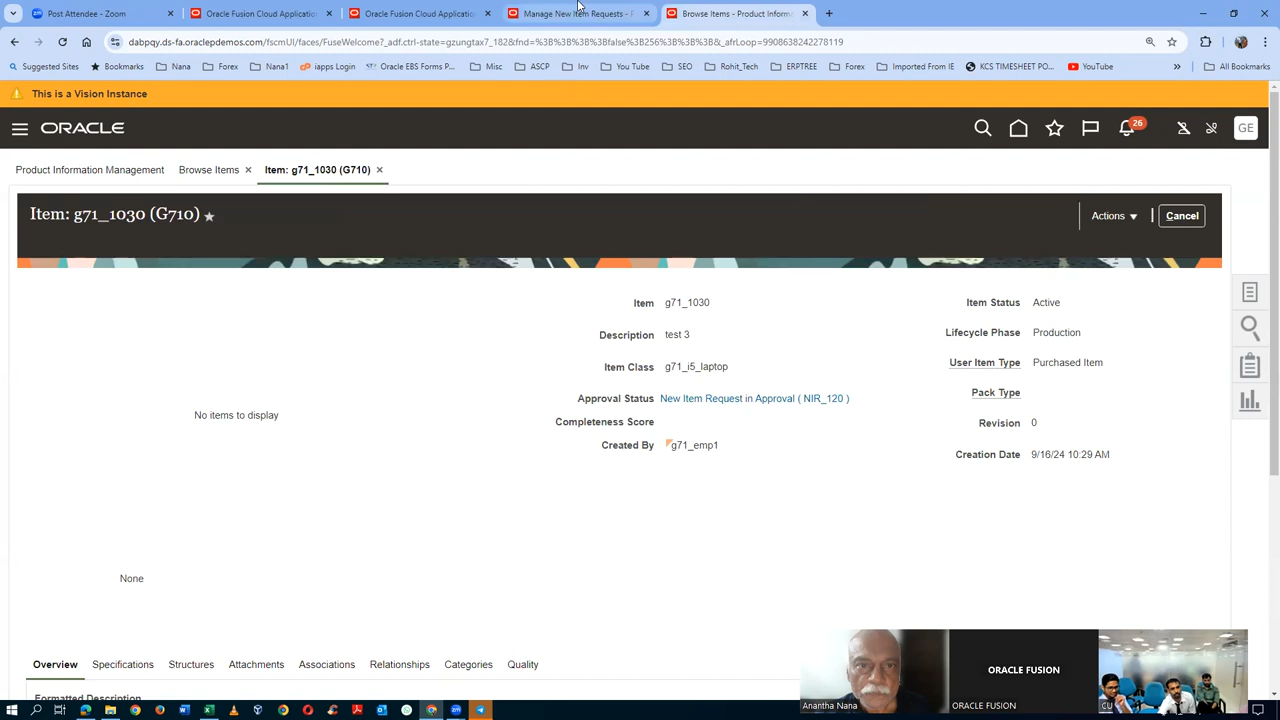 Post Attendee - Zoom
Oracle Fusion Cloud Application
Oracle Fusion Cloud Application
Manage New Item Requests - P
Browse Items - Product Informa
dabpqy.ds-fa.oraclepdemos.com/fscmUI/faces/FuseWelcome?_adf.ctrl-state=gzungtax7_182&fnd=%3B%3B%3B%3Bfalse%3B256%3B%3B%3B&_afrLoop=9908638242278119
Suggested Sites
Bookmarks
Nana
Forex
Nana1
iapps Login
Oracle EBS Forms P...
Misc
ASCP
Inv
You Tube
SEO
Rohit_Tech
ERPTREE
Forex
Imported From IE
KCS TIMESHEET PO...
YouTube
»
All Bookmarks
This is a Vision Instance
ORACLE
26
GE
Product Information Management
Browse Items
Item: g71_1030 (G710)
Item: g71_1030 (G710)
Actions
Cancel
Item g71_1030
Item Status Active
Description test 3
Lifecycle Phase Production
Item Class g71_i5_laptop
User Item Type Purchased Item
Approval Status New Item Request in Approval ( NIR_120 )
Pack Type
Completeness Score
Revision 0
Created By g71_emp1
Creation Date 9/16/24 10:29 AM
No items to display
None
Overview
Specifications
Structures
Attachments
Associations
Relationships
Categories
Quality
Formatted Description
ORACLE FUSION
Anantha Nana
ORACLE FUSION
CU